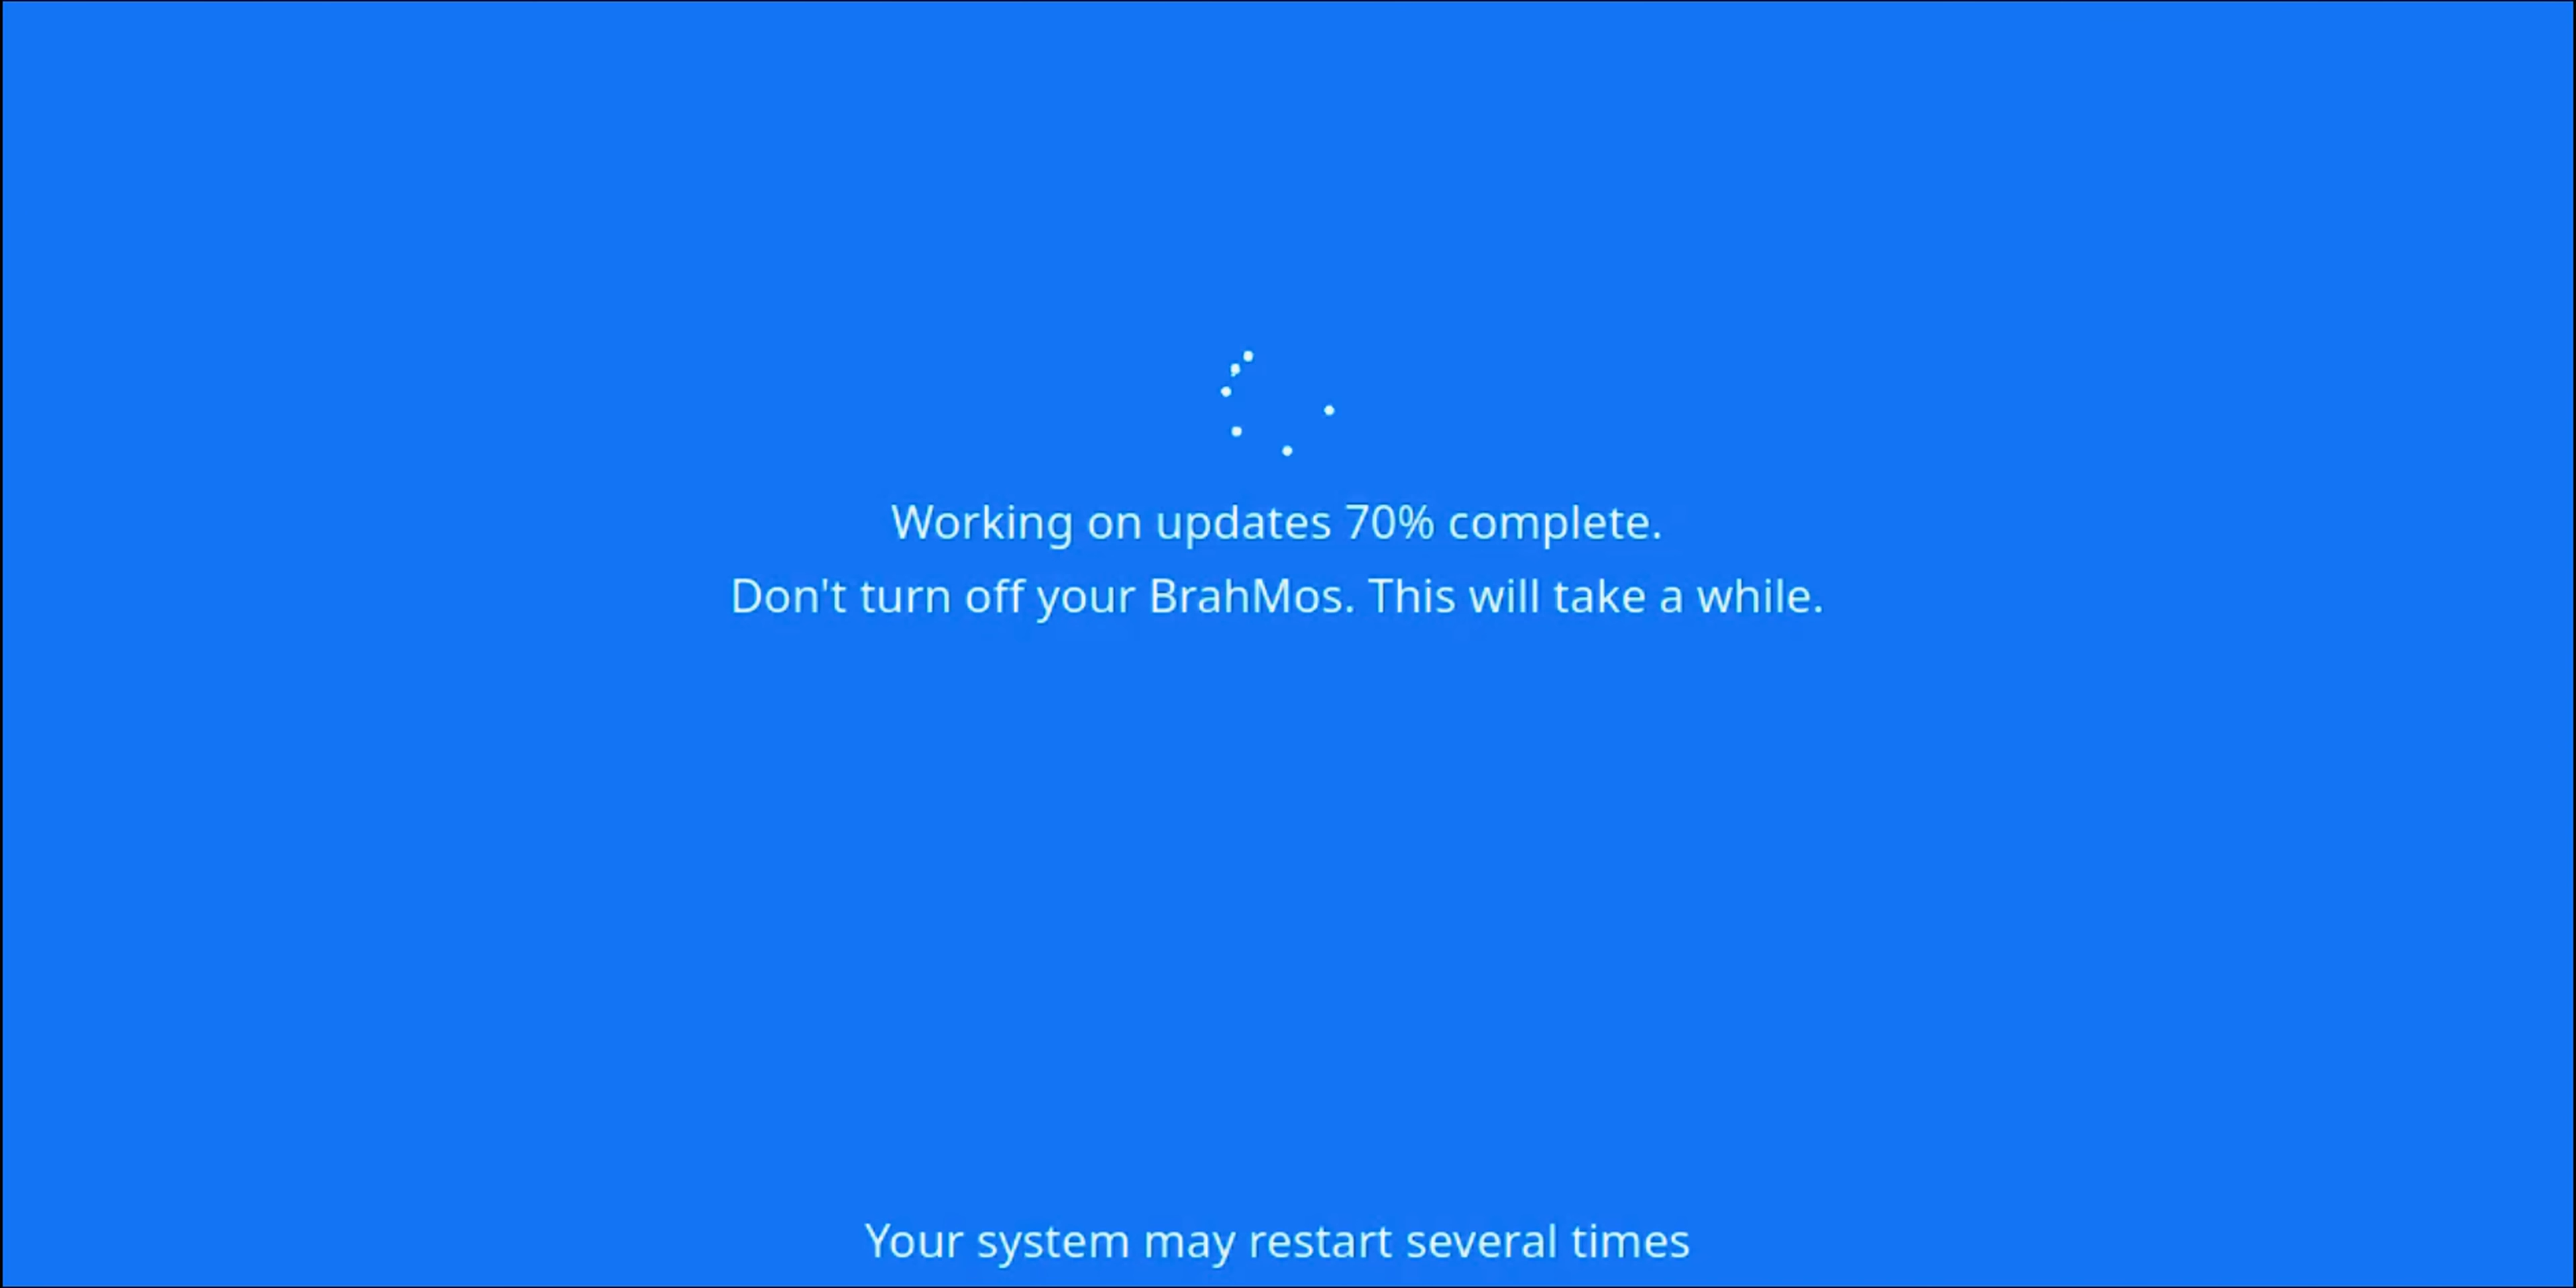 Working on updates 70% complete.
Don't turn off your BrahMos. This will take a while.
Your system may restart several times